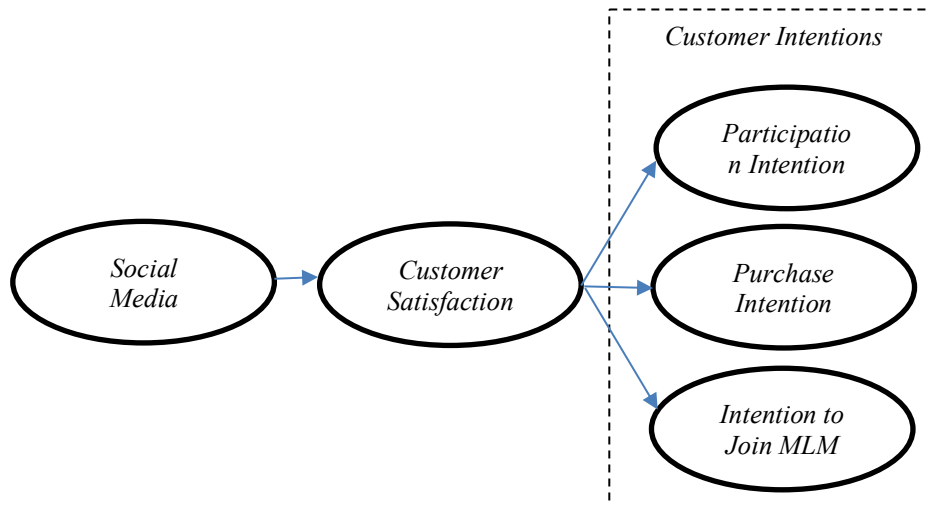 Customer Intentions
Participatio
n Intention
Social
Media
Customer
Satisfaction
Purchase
Intention
Intention to
Join MLM